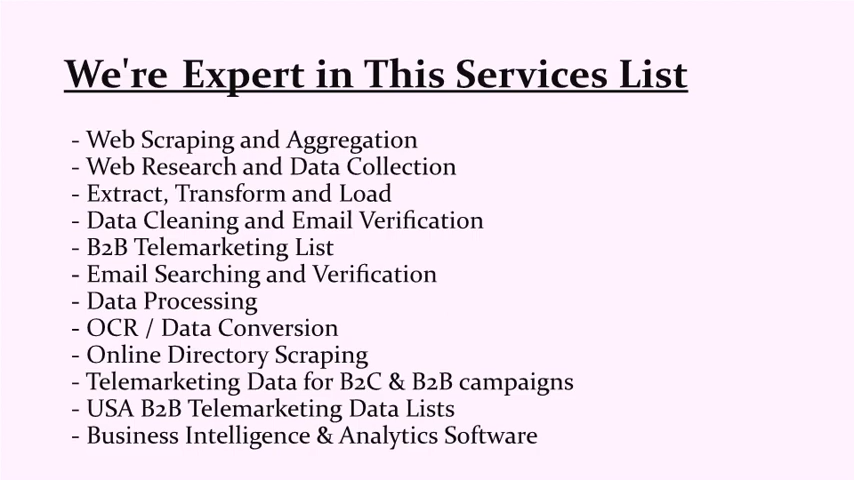 We're Expert in This Services List
- Web Scraping and Aggregation
- Web Research and Data Collection
- Extract, Transform and Load
- Data Cleaning and Email Verification
- B2B Telemarketing List
- Email Searching and Verification
- Data Processing
- OCR / Data Conversion
- Online Directory Scraping
- Telemarketing Data for B2C & B2B campaigns
- USA B2B Telemarketing Data Lists
- Business Intelligence & Analytics Software